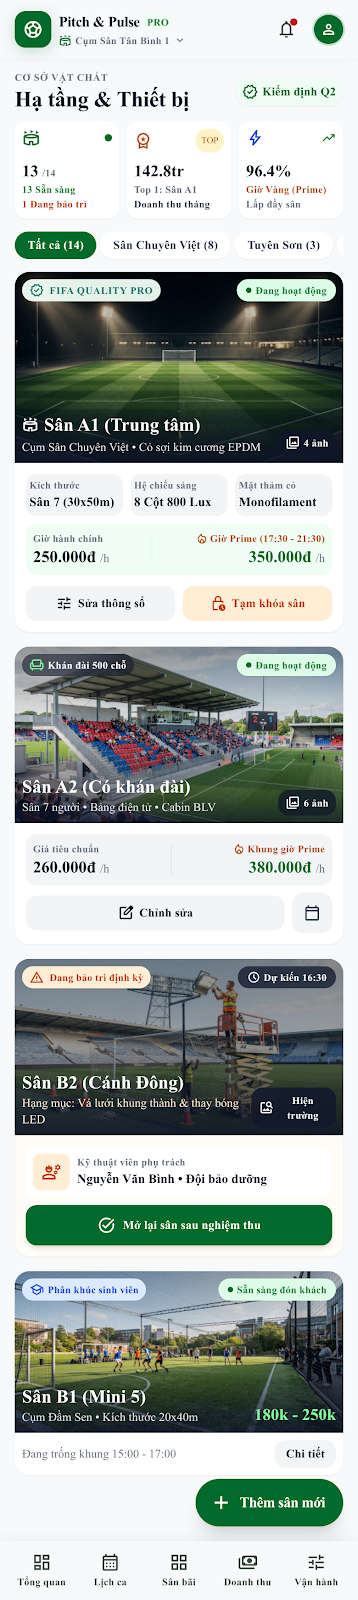 Pitch & Pulse PRO
Cụm Sân Tân Bình 1
CƠ SỞ VẬT CHẤT
Hạ tầng & Thiết bị
Kiểm định Q2
13 /14
13 Sẵn sàng
1 Đang bảo trì
TOP
142.8tr
Top 1: Sân A1
Doanh thu tháng
96.4%
Giờ Vàng (Prime)
Lấp đầy sân
Tất cả (14)
Sân Chuyên Việt (8)
Tuyên Sơn (3)
FIFA QUALITY PRO
Đang hoạt động
Sân A1 (Trung tâm)
Cụm Sân Chuyên Việt • Cỏ sợi kim cương EPDM
4 ảnh
Kích thước
Sân 7 (30x50m)
Hệ chiếu sáng
8 Cột 800 Lux
Mặt thảm cỏ
Monofilament
Giờ hành chính
250.000đ /h
Giờ Prime (17:30 - 21:30)
350.000đ /h
Sửa thông số
Tạm khóa sân
Khán đài 500 chỗ
Đang hoạt động
Sân A2 (Có khán đài)
Sân 7 người • Bảng điện tử • Cabin BLV
6 ảnh
Giá tiêu chuẩn
260.000đ /h
Khung giờ Prime
380.000đ /h
Chỉnh sửa
Đang bảo trì định kỳ
Dự kiến 16:30
Sân B2 (Cánh Đông)
Hạng mục: Vá lưới khung thành & thay bóng
LED
Hiện
trường
Kỹ thuật viên phụ trách
Nguyễn Văn Bình • Đội bảo dưỡng
Mở lại sân sau nghiệm thu
Phân khúc sinh viên
Sẵn sàng đón khách
Sân B1 (Mini 5)
Cụm Đầm Sen • Kích thước 20x40m
180k - 250k
Đang trống khung 15:00 - 17:00
Chi tiết
Thêm sân mới
Tổng quan
Lịch ca
Sân bãi
Doanh thu
Vận hành